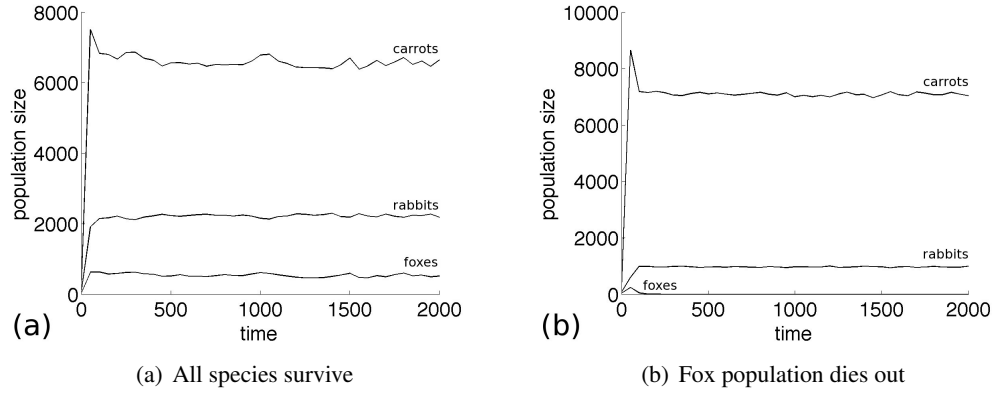 8000
6000
4000
2000
0
population size
carrots
rabbits
foxes
0 500 1000 1500 2000
time
(a)
(a) All species survive
10000
8000
6000
4000
2000
0
population size
carrots
rabbits
foxes
0 500 1000 1500 2000
time
(b)
(b) Fox population dies out